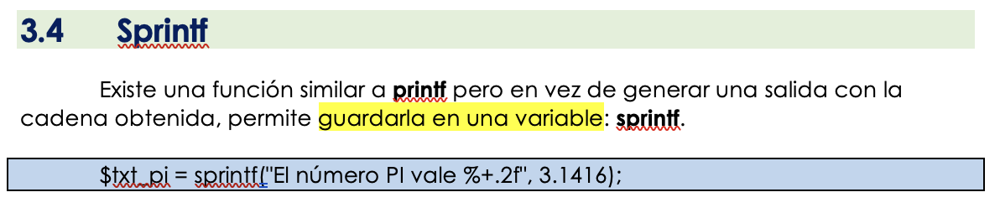 3.4 Sprintf
Existe una función similar a printf pero en vez de generar una salida con la
cadena obtenida, permite guardarla en una variable: sprintf.
$txt_pi = sprintf("El número PI vale %+.2f", 3.1416);